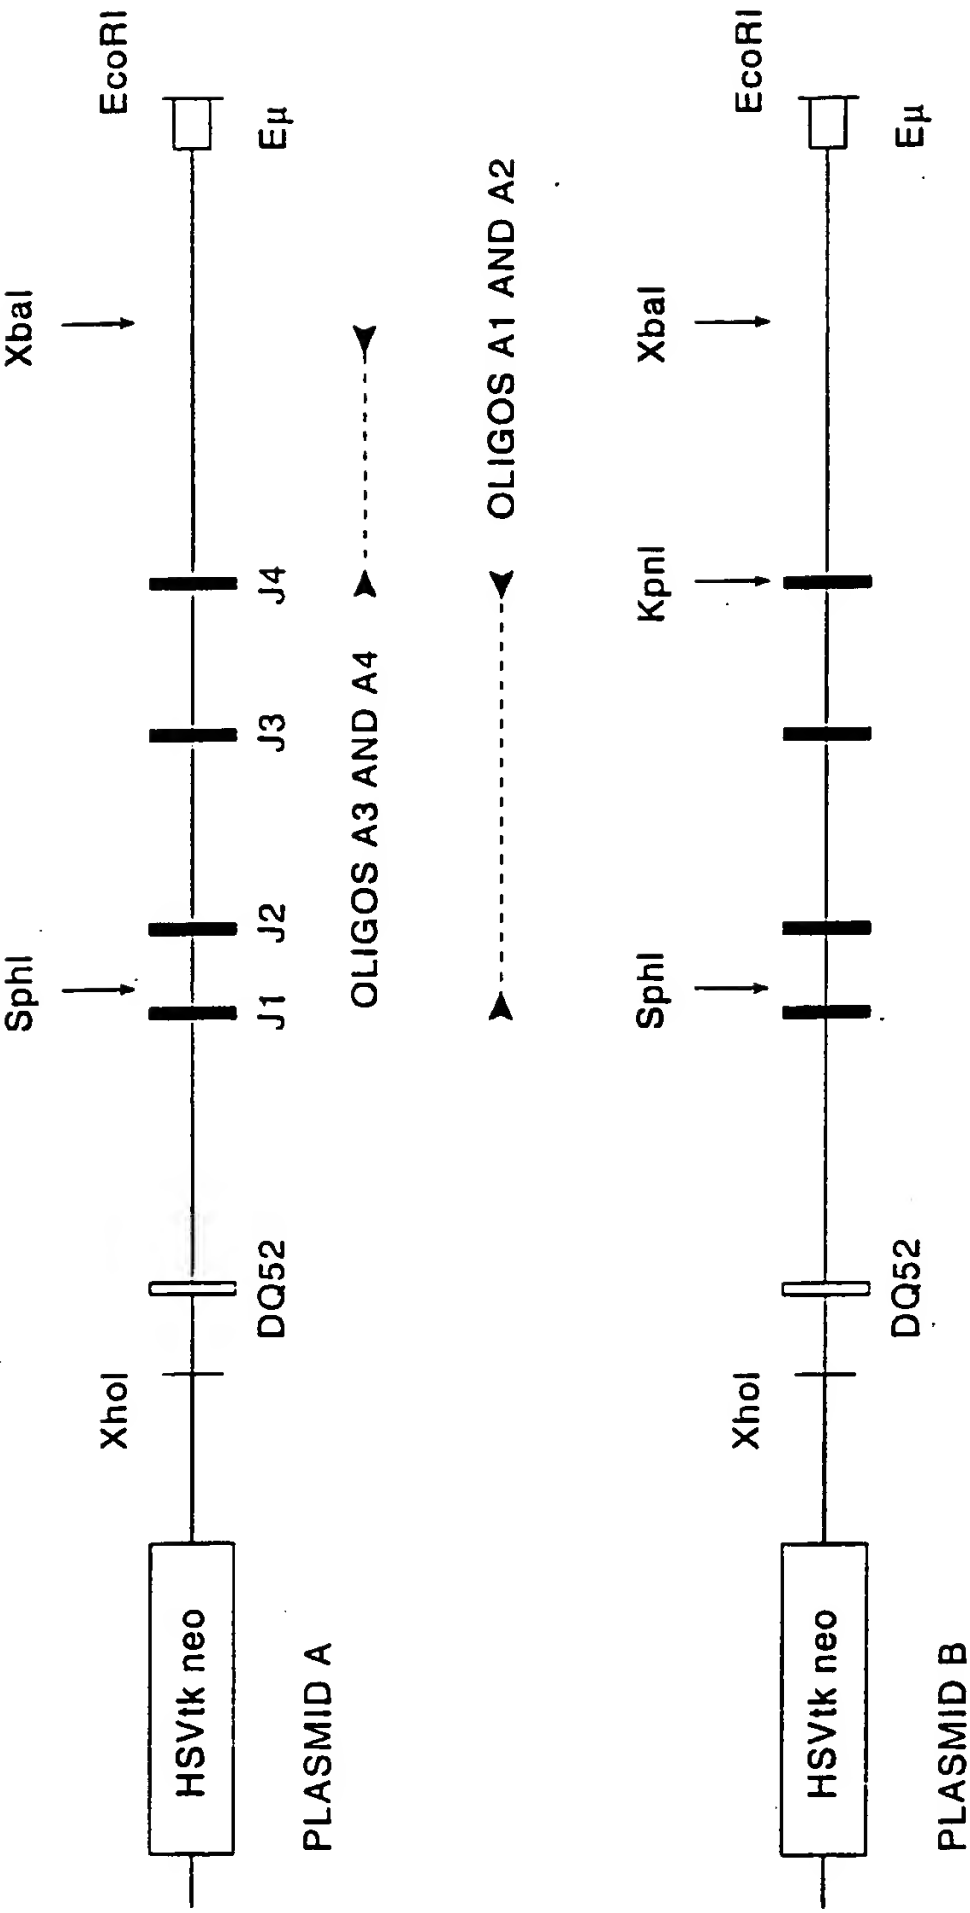 SphI
XbaI
XhoI
EcoRI
HSVtk neo
DQ52
J1
J2
J3
J4
Eµ
PLASMID A
OLIGOS A3 AND A4
OLIGOS A1 AND A2
SphI
KpnI
XbaI
XhoI
EcoRI
HSVtk neo
DQ52
Eµ
PLASMID B